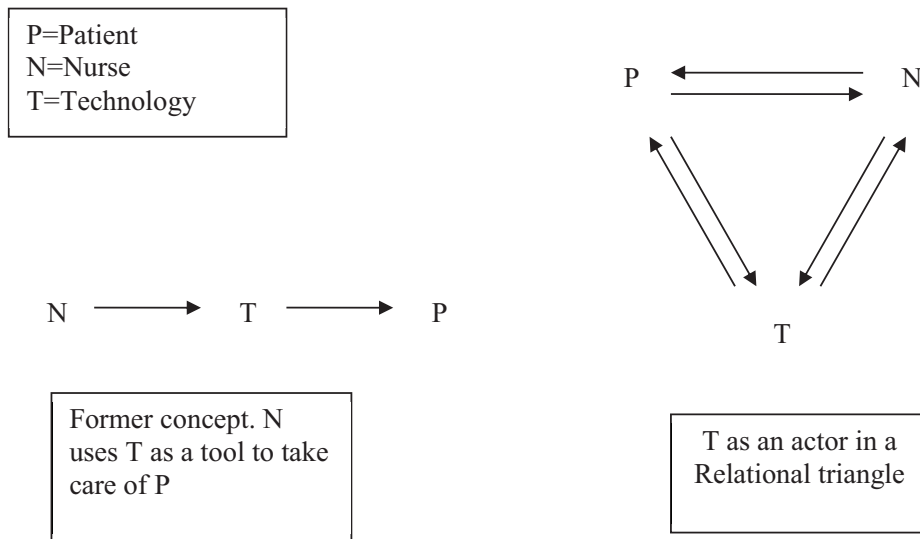 P=Patient
N=Nurse
T=Technology
P
N
N
T
P
T
Former concept. N
uses T as a tool to take
care of P
T as an actor in a
Relational triangle